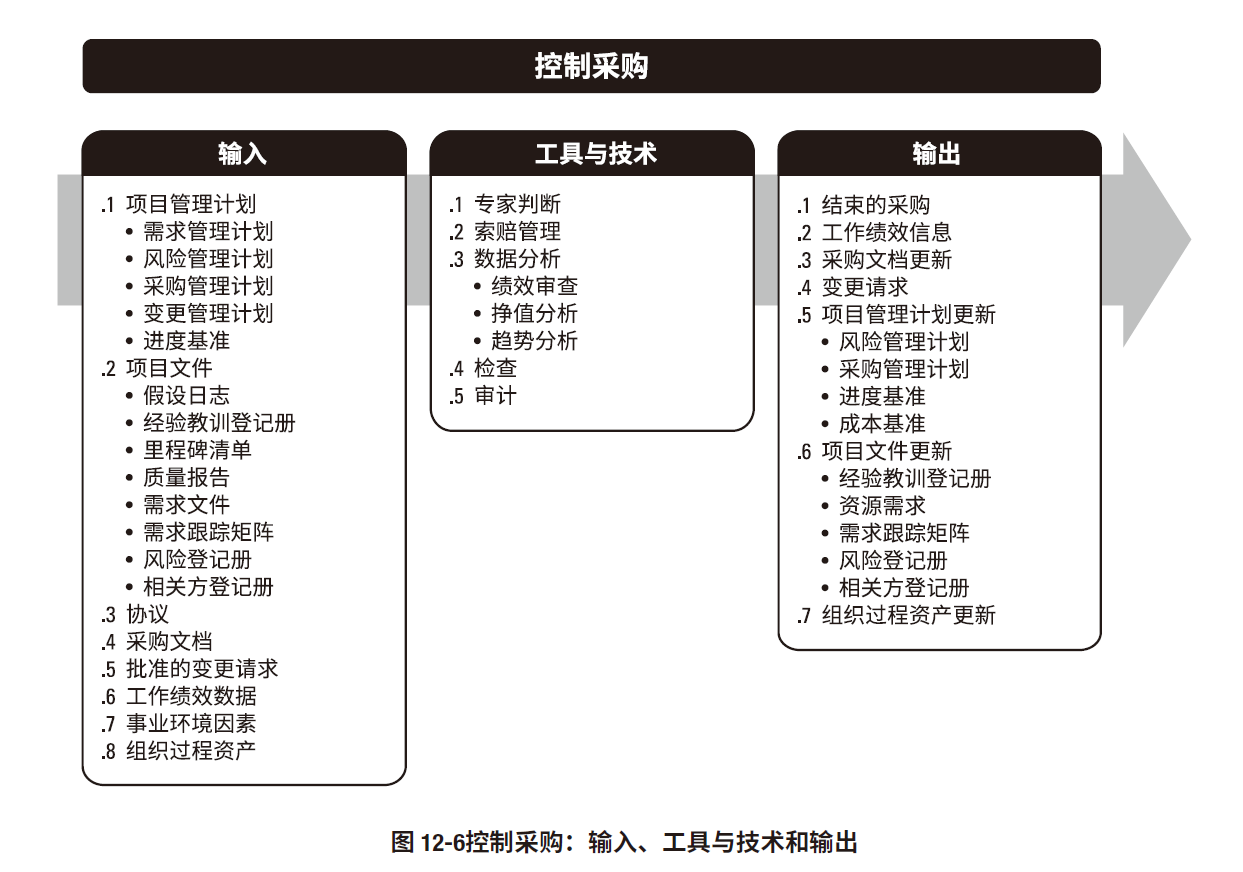 控制采购
输入
.1 项目管理计划
• 需求管理计划
• 风险管理计划
• 采购管理计划
• 变更管理计划
• 进度基准
.2 项目文件
• 假设日志
• 经验教训登记册
• 里程碑清单
• 质量报告
• 需求文件
• 需求跟踪矩阵
• 风险登记册
• 相关方登记册
.3 协议
.4 采购文档
.5 批准的变更请求
.6 工作绩效数据
.7 事业环境因素
.8 组织过程资产
工具与技术
.1 专家判断
.2 索赔管理
.3 数据分析
• 绩效审查
• 挣值分析
• 趋势分析
.4 检查
.5 审计
输出
.1 结束的采购
.2 工作绩效信息
.3 采购文档更新
.4 变更请求
.5 项目管理计划更新
• 风险管理计划
• 采购管理计划
• 进度基准
• 成本基准
.6 项目文件更新
• 经验教训登记册
• 资源需求
• 需求跟踪矩阵
• 风险登记册
• 相关方登记册
.7 组织过程资产更新
图 12-6控制采购：输入、工具与技术和输出